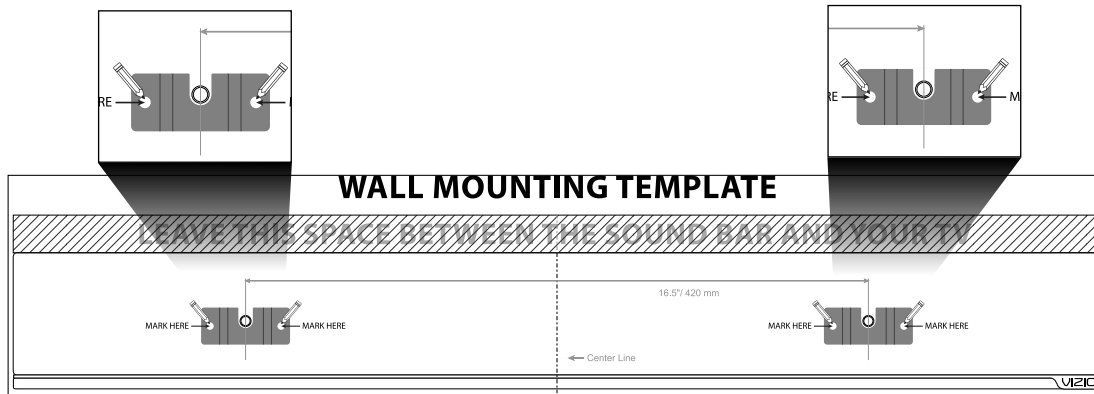 RE
RE
M
WALL MOUNTING TEMPLATE
LEAVE THIS SPACE BETWEEN THE SOUND BAR AND YOUR TV
16.5"/ 420 mm
MARK HERE
MARK HERE
MARK HERE
MARK HERE
Center Line